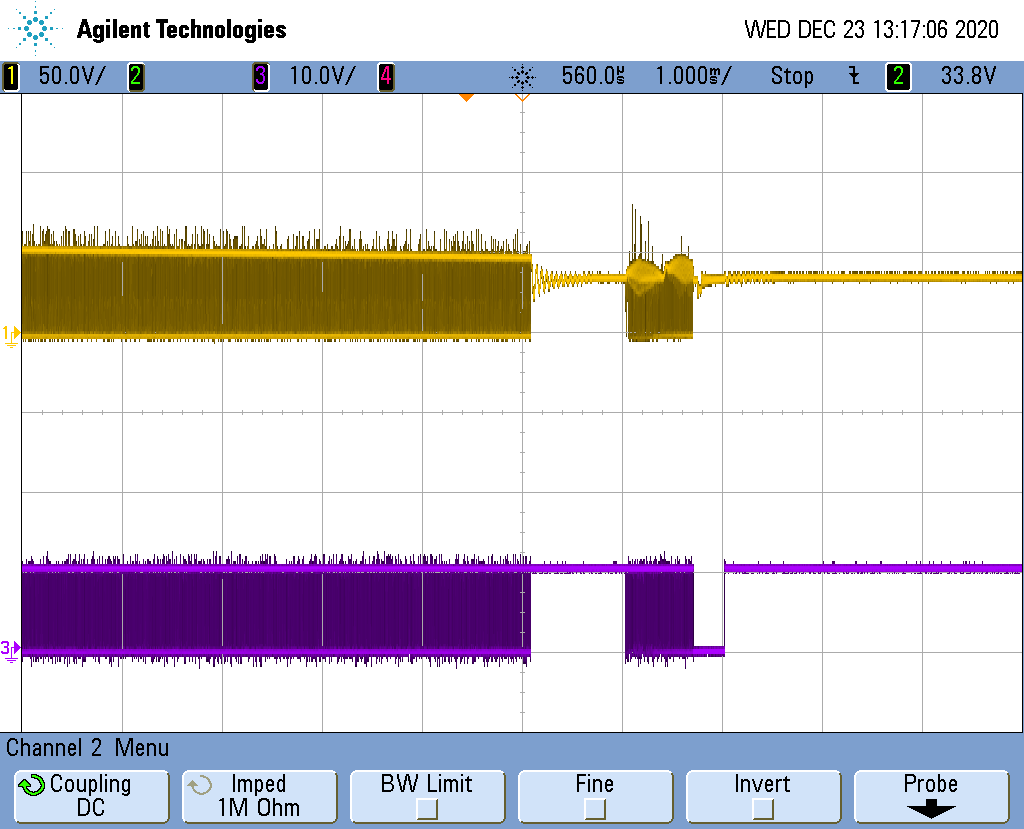 Agilent Technologies
WED DEC 23 13:17:06 2020
1 50.0V/ 2 3 10.0V/ 4 560.0us 1.000ms/ Stop 2 33.8V
1
3
Channel 2 Menu
Coupling
DC
Imped
1M Ohm
BW Limit
Fine
Invert
Probe